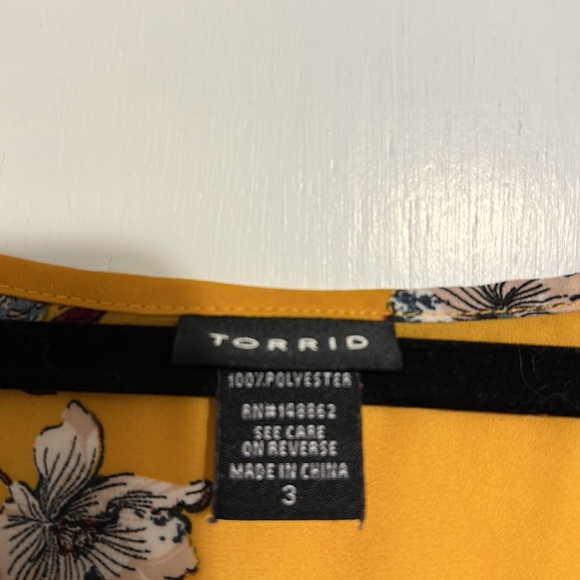 TORRID
100%POLYESTER
RN#148862
SEE CARE
ON REVERSE
MADE IN CHINA
3